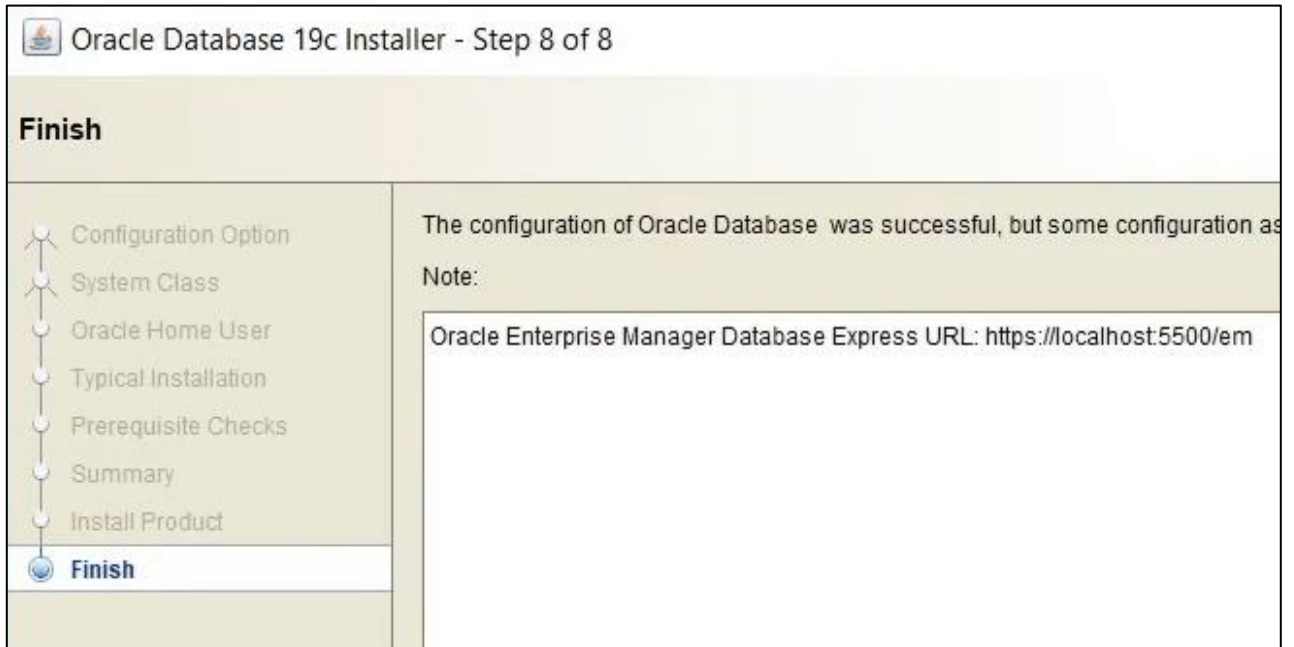 Oracle Database 19c Installer - Step 8 of 8
Finish
Configuration Option
System Class
Oracle Home User
Typical Installation
Prerequisite Checks
Summary
Install Product
Finish
The configuration of Oracle Database was successful, but some configuration as
Note:
Oracle Enterprise Manager Database Express URL: https://localhost:5500/em